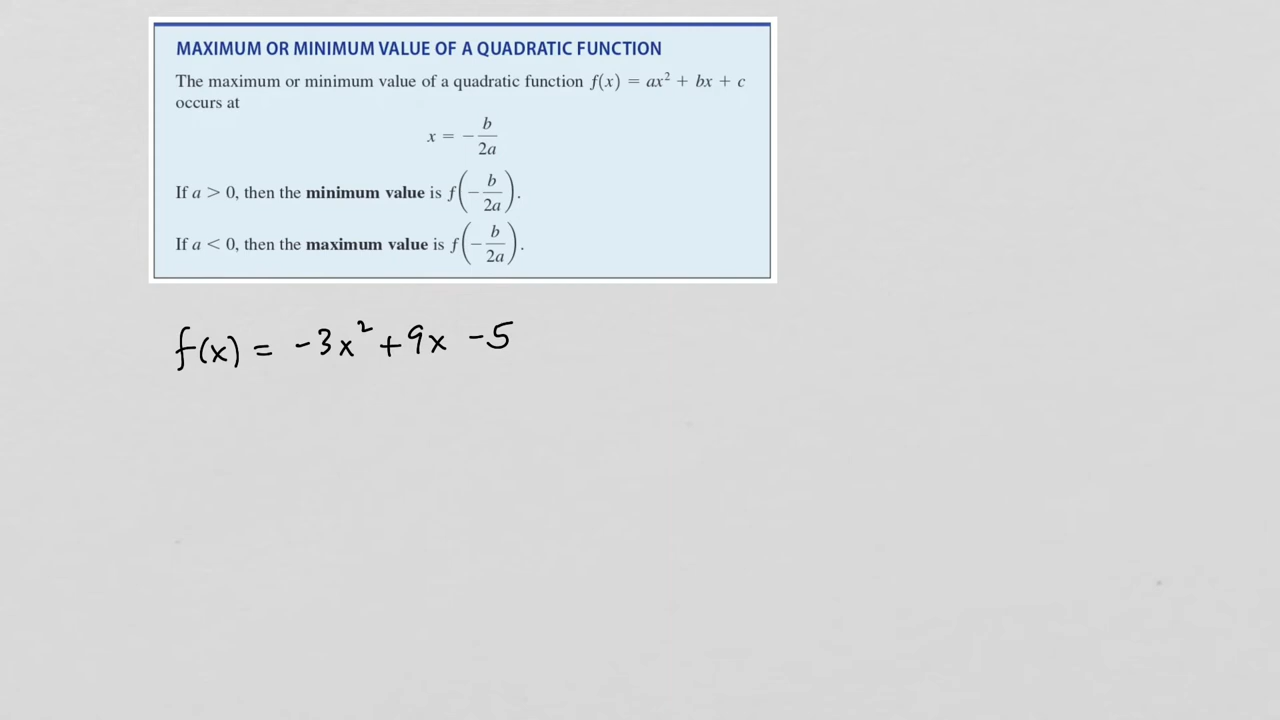 MAXIMUM OR MINIMUM VALUE OF A QUADRATIC FUNCTION
The maximum or minimum value of a quadratic function f(x) = ax² + bx + c
occurs at
x = −b/2a
If a > 0, then the minimum value is f(−b/2a).
If a < 0, then the maximum value is f(−b/2a).
f(x) = -3x² + 9x - 5